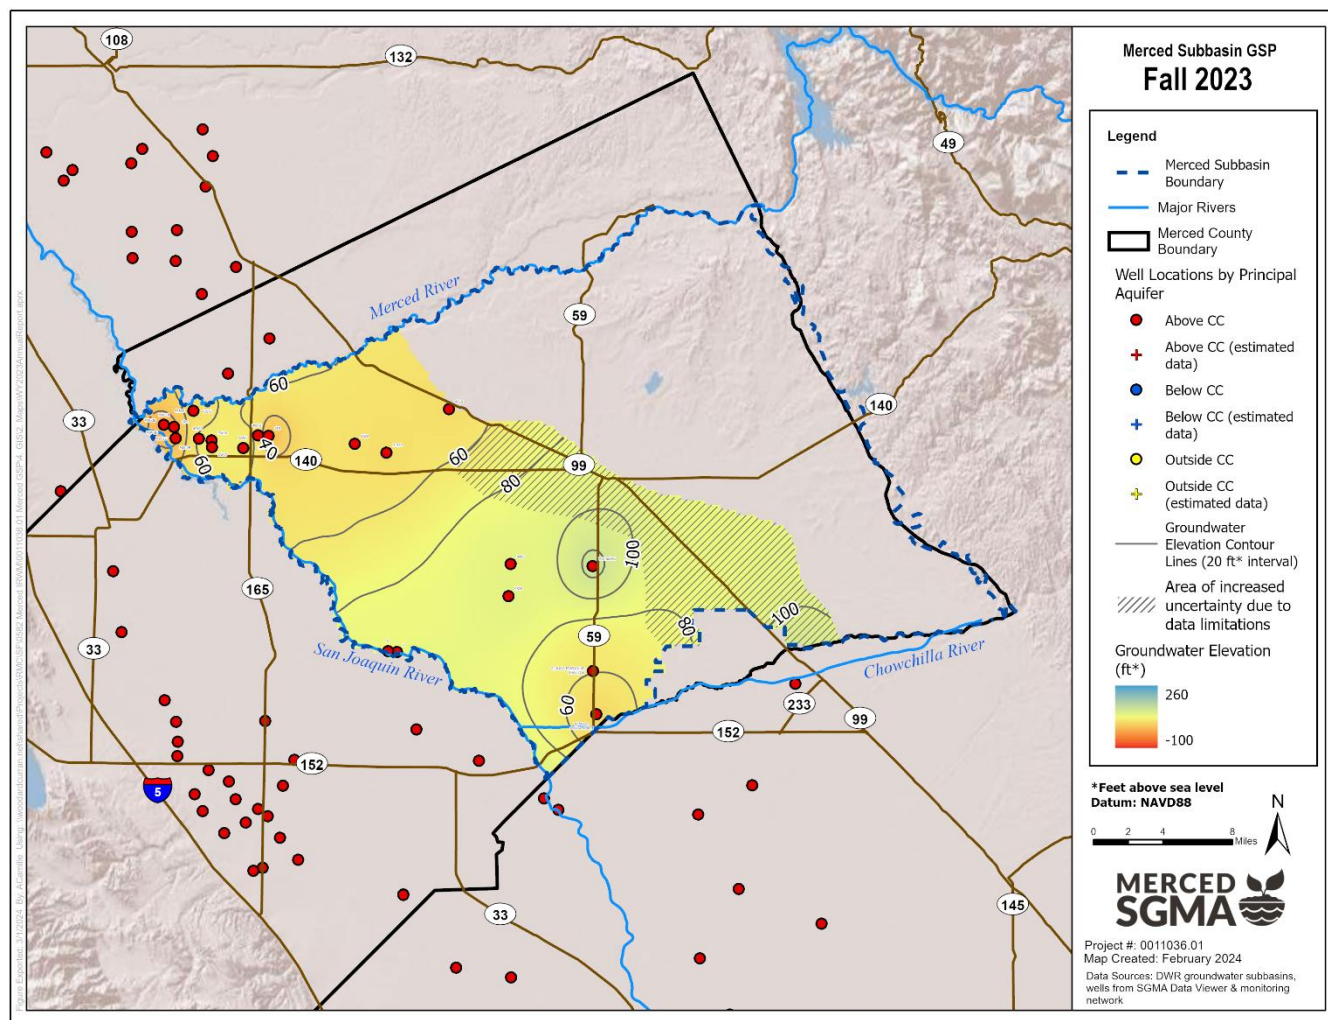 Merced Subbasin GSP
Fall 2023
Legend
Merced Subbasin
Boundary
Major Rivers
Merced County
Boundary
Well Locations by Principal
Aquifer
Above CC
Above CC (estimated
data)
Below CC
Below CC (estimated
data)
Outside CC
Outside CC
(estimated data)
Groundwater
Elevation Contour
Lines (20 ft* interval)
Area of increased
uncertainty due to
data limitations
Groundwater Elevation
(ft*)
260
-100
*Feet above sea level
Datum: NAVD88
N
0 2 4 8
Miles
MERCED
SGMA
Project #: 0011036.01
Map Created: February 2024
Data Sources: DWR groundwater subbasins,
wells from SGMA Data Viewer & monitoring
network
108
132
49
Merced River
59
60
33
140
40
60
140
60
80
99
100
165
33
59
80
100
San Joaquin River
Chowchilla River
60
233
99
152
152
5
33
145